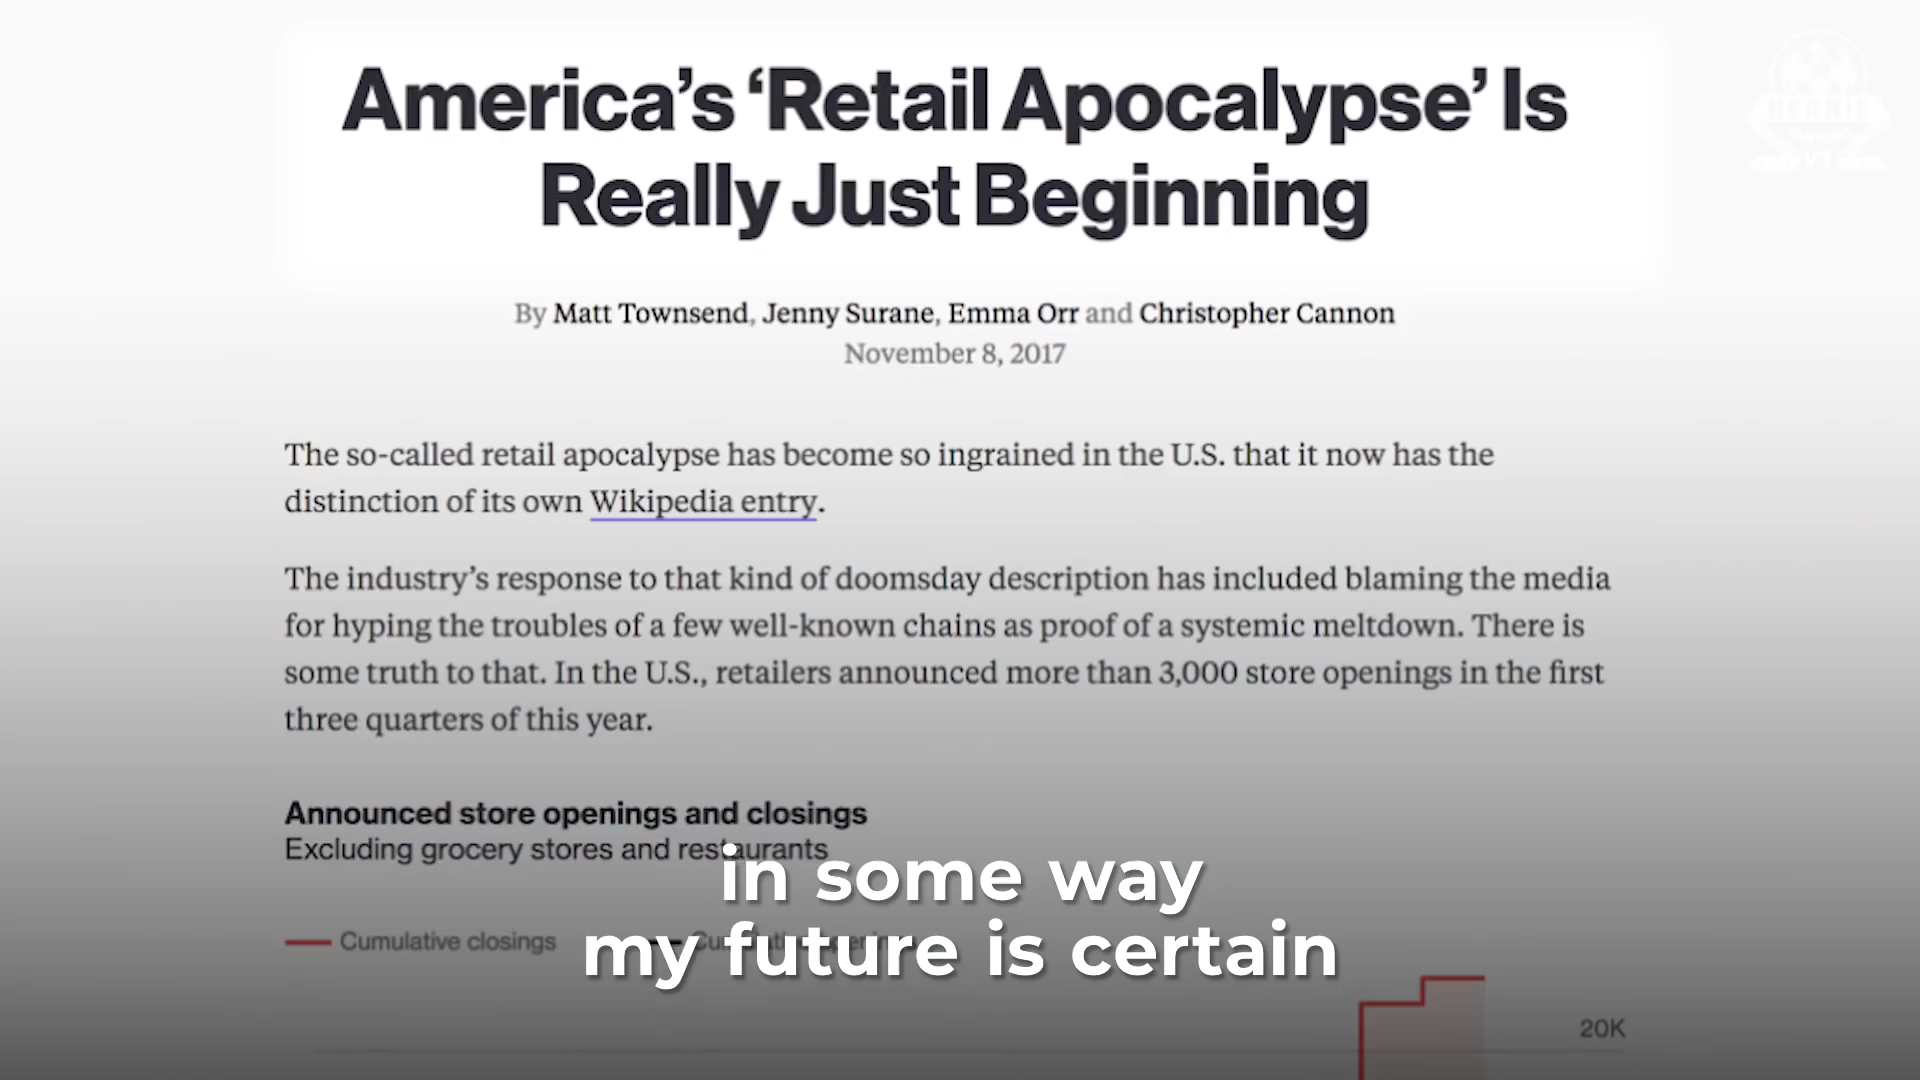 America's ‘Retail Apocalypse’ Is
Really Just Beginning
By Matt Townsend, Jenny Surane, Emma Orr and Christopher Cannon
November 8, 2017
The so-called retail apocalypse has become so ingrained in the U.S. that it now has the
distinction of its own Wikipedia entry.
The industry’s response to that kind of doomsday description has included blaming the media
for hyping the troubles of a few well-known chains as proof of a systemic meltdown. There is
some truth to that. In the U.S., retailers announced more than 3,000 store openings in the first
three quarters of this year.
Announced store openings and closings
Excluding grocery stores and restaurants
in some way
Cumulative closings
my future is certain
20K